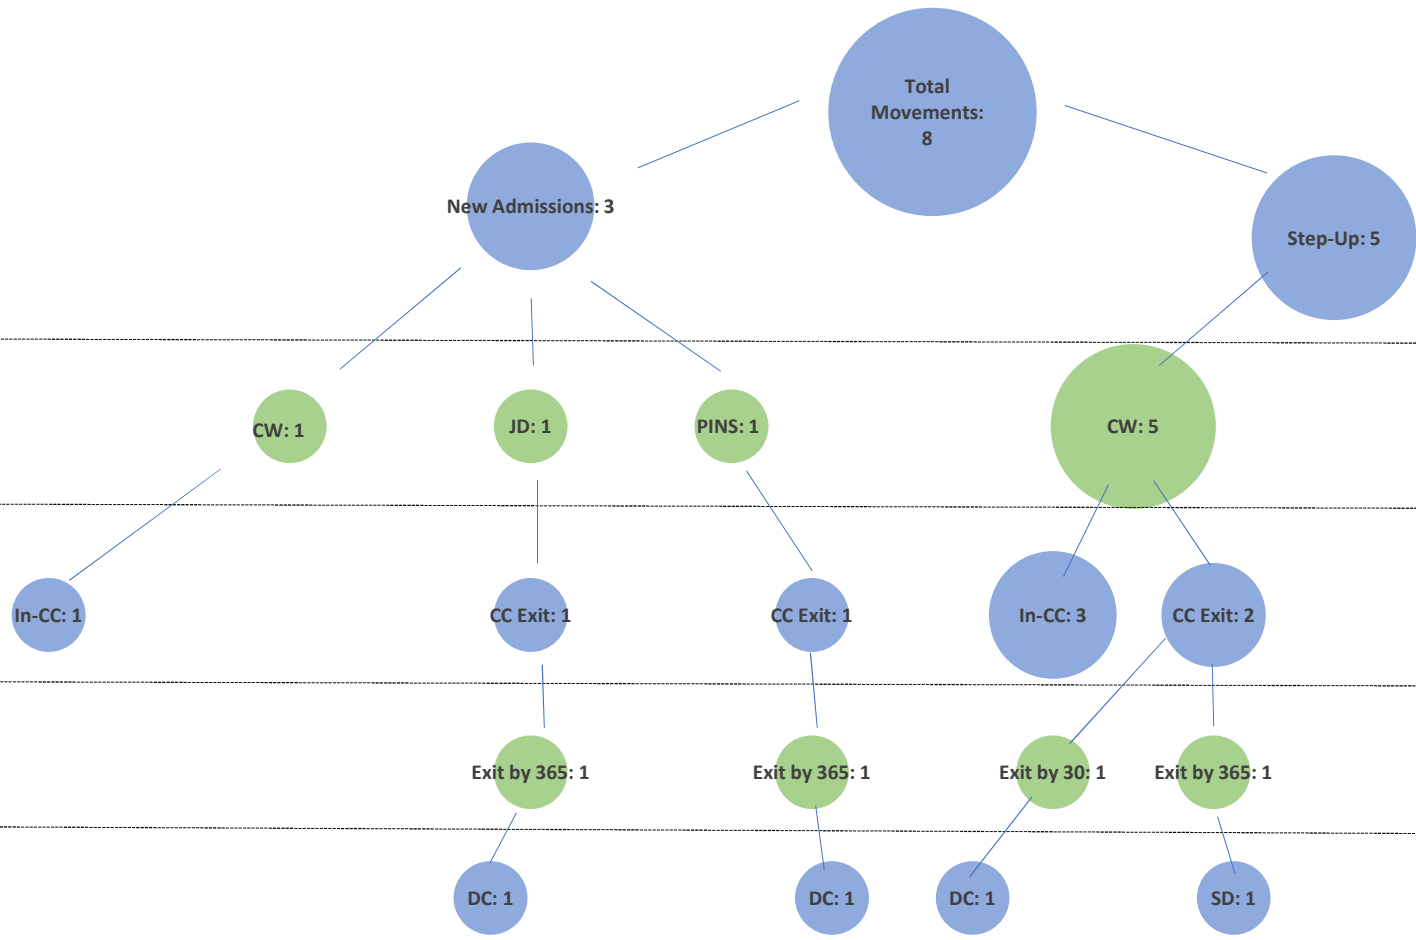 Total
Movements:
8
New Admissions: 3
Step-Up: 5
CW: 1
JD: 1
PINS: 1
CW: 5
In-CC: 1
CC Exit: 1
CC Exit: 1
In-CC: 3
CC Exit: 2
Exit by 365: 1
Exit by 365: 1
Exit by 30: 1
Exit by 365: 1
DC: 1
DC: 1
DC: 1
SD: 1